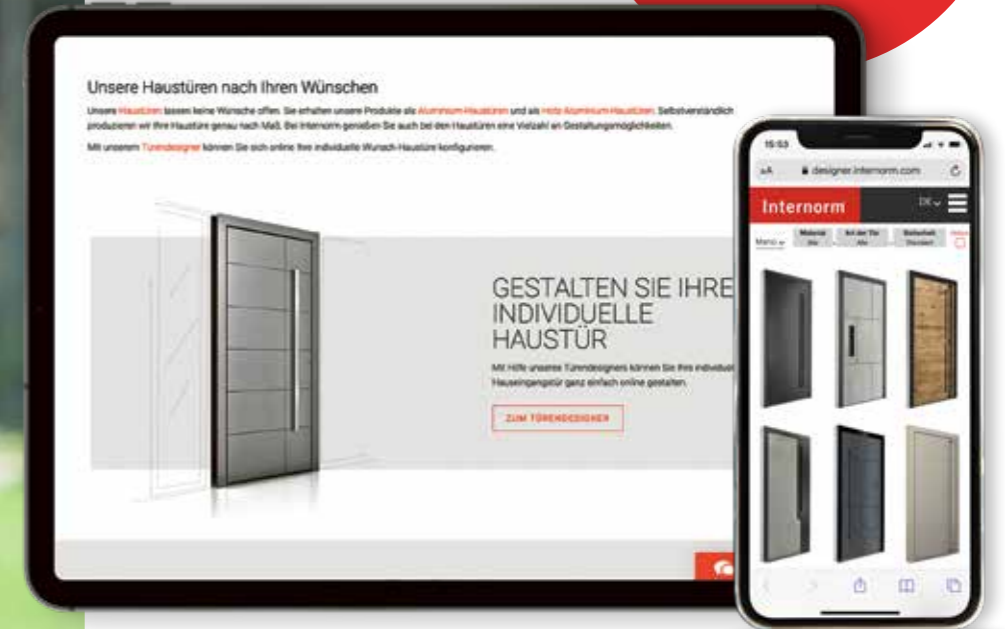 Unsere Haustüren nach Ihren Wünschen
Unsere Haustüren lassen keine Wünsche offen. Sie erhalten unsere Produkte als Aluminium-Haustüren und als Holz-Aluminium-Haustüren. Selbstverständlich
produzieren wir Ihre Haustüre genau nach Maß. Bei Internorm genießen Sie auch bei den Haustüren eine Vielzahl an Gestaltungsmöglichkeiten.
Mit unserem Türendesigner können Sie sich online Ihre individuelle Wunsch-Haustüre konfigurieren.
GESTALTEN SIE IHRE
INDIVIDUELLE
HAUSTÜR
Mit Hilfe unseres Türendesigners können Sie Ihre individuel
Hauseingangstür ganz einfach online gestalten.
ZUM TÜRENDESIGNER
15:53
AA designer.internorm.com
Internorm
DE
Menü
Material Art der Tür Sicherheit
Alle Alle Standard